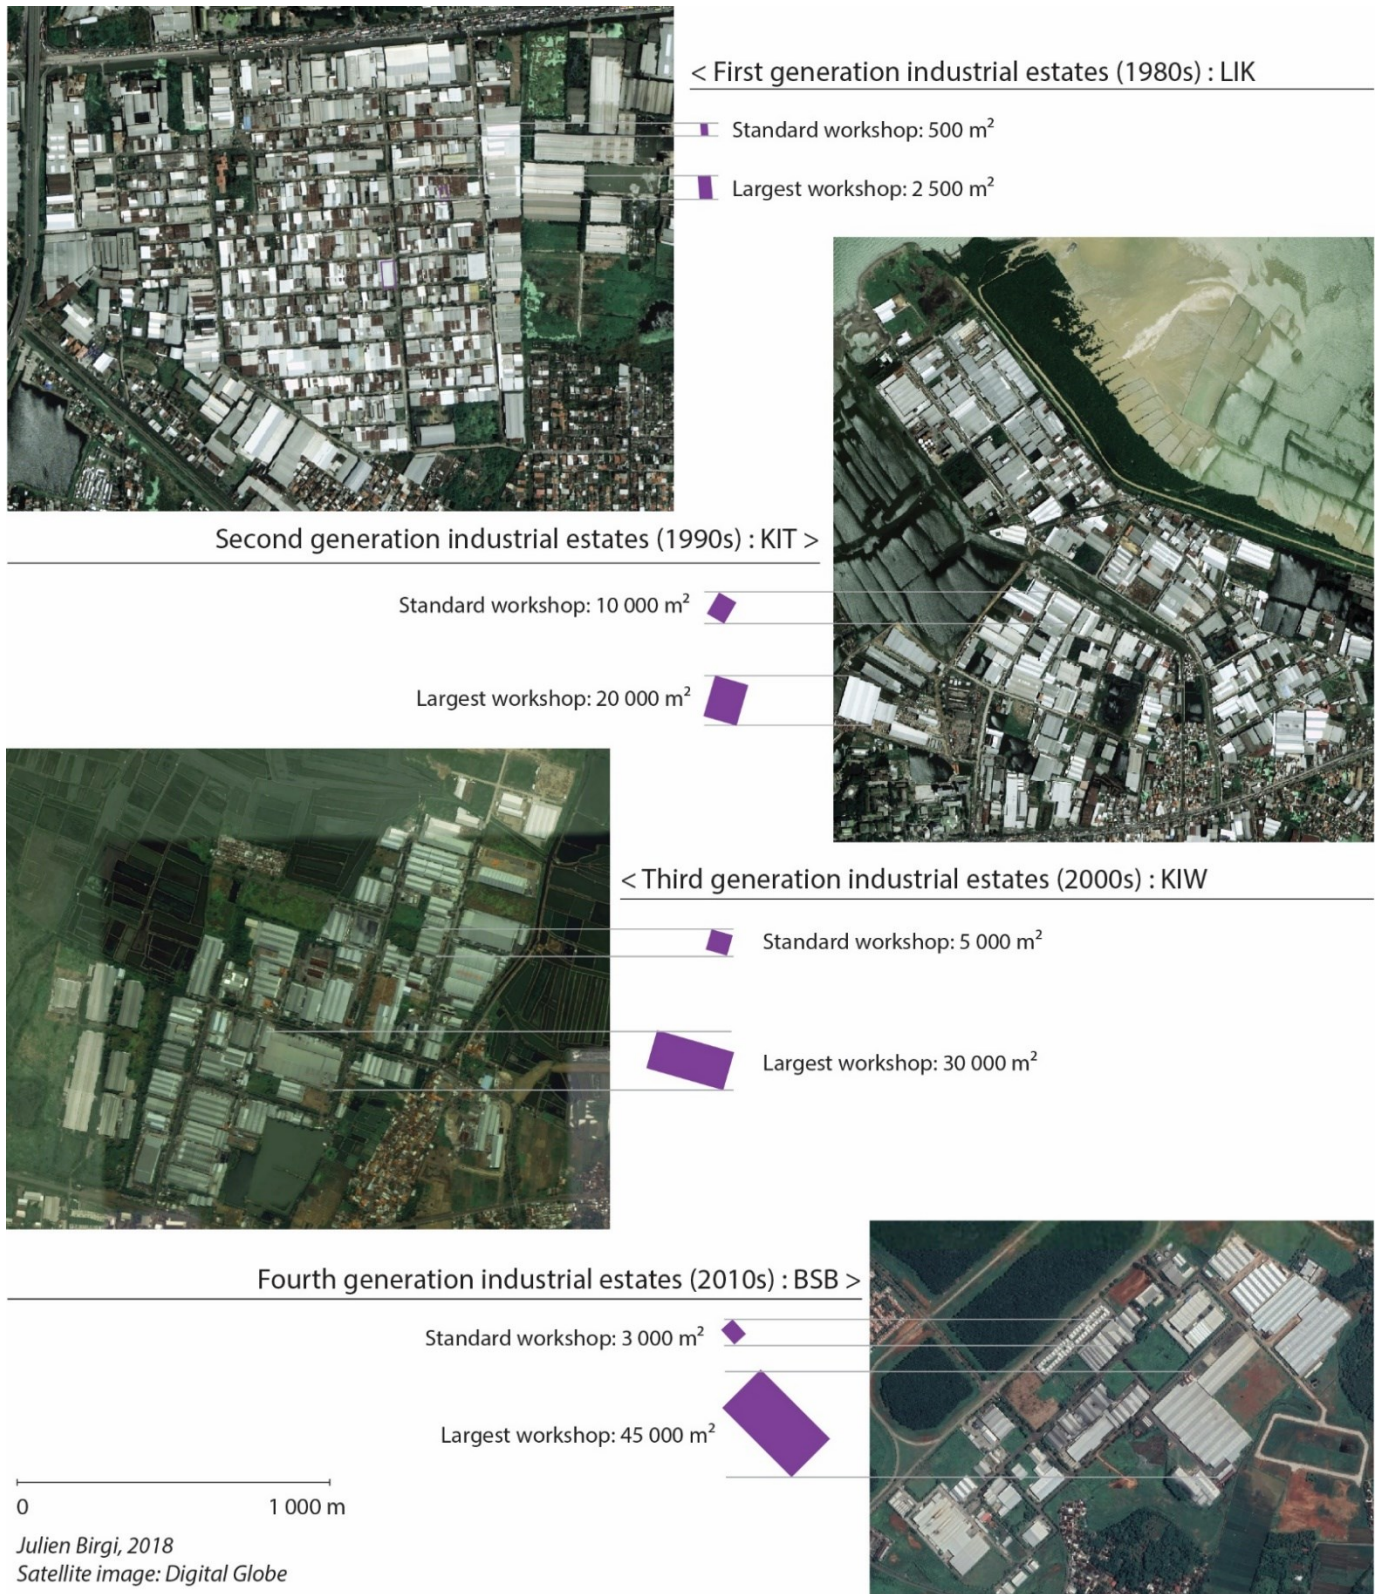 < First generation industrial estates (1980s) : LIK
Standard workshop: 500 m²
Largest workshop: 2 500 m²
Second generation industrial estates (1990s) : KIT >
Standard workshop: 10 000 m²
Largest workshop: 20 000 m²
< Third generation industrial estates (2000s) : KIW
Standard workshop: 5 000 m²
Largest workshop: 30 000 m²
Fourth generation industrial estates (2010s) : BSB >
Standard workshop: 3 000 m²
Largest workshop: 45 000 m²
0 1 000 m
Julien Birgi, 2018
Satellite image: Digital Globe